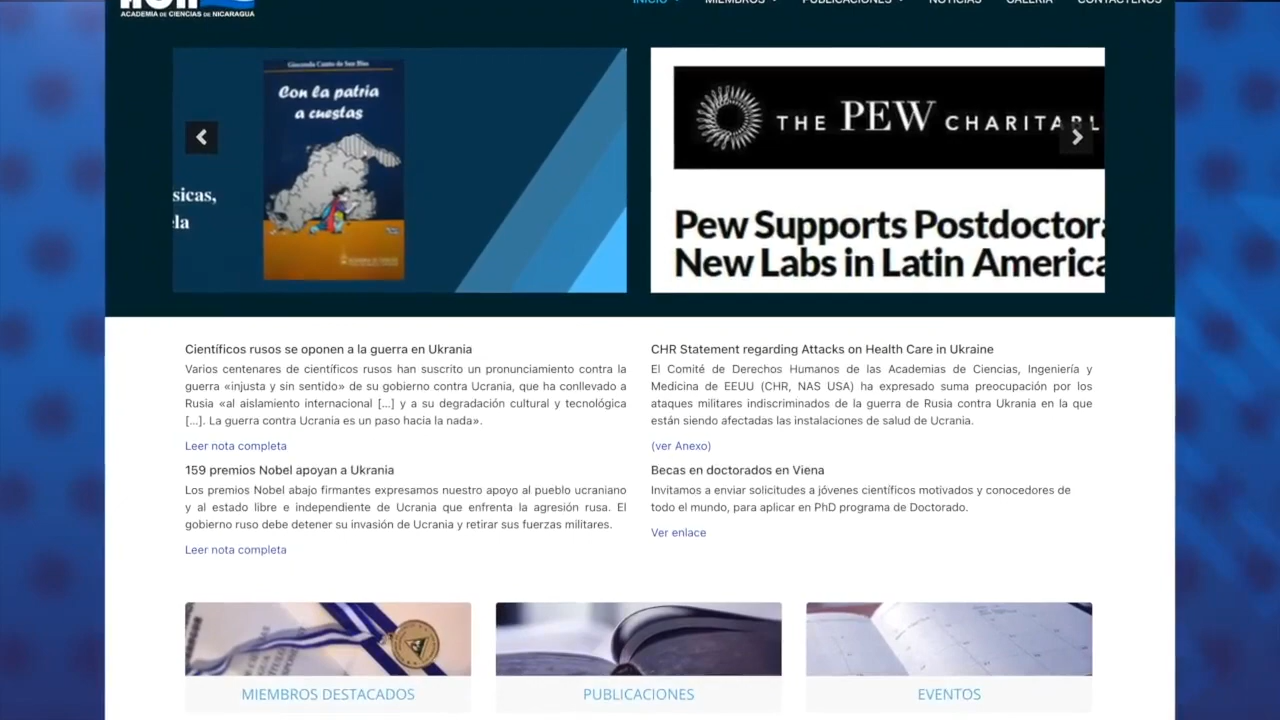 ACADEMIA DE CIENCIAS DE NICARAGUA
INICIO MIEMBROS PUBLICACIONES NOTICIAS GALERÍA CONTÁCTENOS
Gioconda Cunto de San Blas
Con la patria
a cuestas
sicas,
ela
THE PEW CHARITABL
Pew Supports Postdoctora
New Labs in Latin America
Científicos rusos se oponen a la guerra en Ukrania
Varios centenares de científicos rusos han suscrito un pronunciamiento contra la
guerra «injusta y sin sentido» de su gobierno contra Ucrania, que ha conllevado a
Rusia «al aislamiento internacional [...] y a su degradación cultural y tecnológica
[...]. La guerra contra Ucrania es un paso hacia la nada».
Leer nota completa
159 premios Nobel apoyan a Ukrania
Los premios Nobel abajo firmantes expresamos nuestro apoyo al pueblo ucraniano
y al estado libre e independiente de Ucrania que enfrenta la agresión rusa. El
gobierno ruso debe detener su invasión de Ucrania y retirar sus fuerzas militares.
Leer nota completa
CHR Statement regarding Attacks on Health Care in Ukraine
El Comité de Derechos Humanos de las Academias de Ciencias, Ingeniería y
Medicina de EEUU (CHR, NAS USA) ha expresado suma preocupación por los
ataques militares indiscriminados de la guerra de Rusia contra Ukrania en la que
están siendo afectadas las instalaciones de salud de Ucrania.
(ver Anexo)
Becas en doctorados en Viena
Invitamos a enviar solicitudes a jóvenes científicos motivados y conocedores de
todo el mundo, para aplicar en PhD programa de Doctorado.
Ver enlace
MIEMBROS DESTACADOS
PUBLICACIONES
EVENTOS